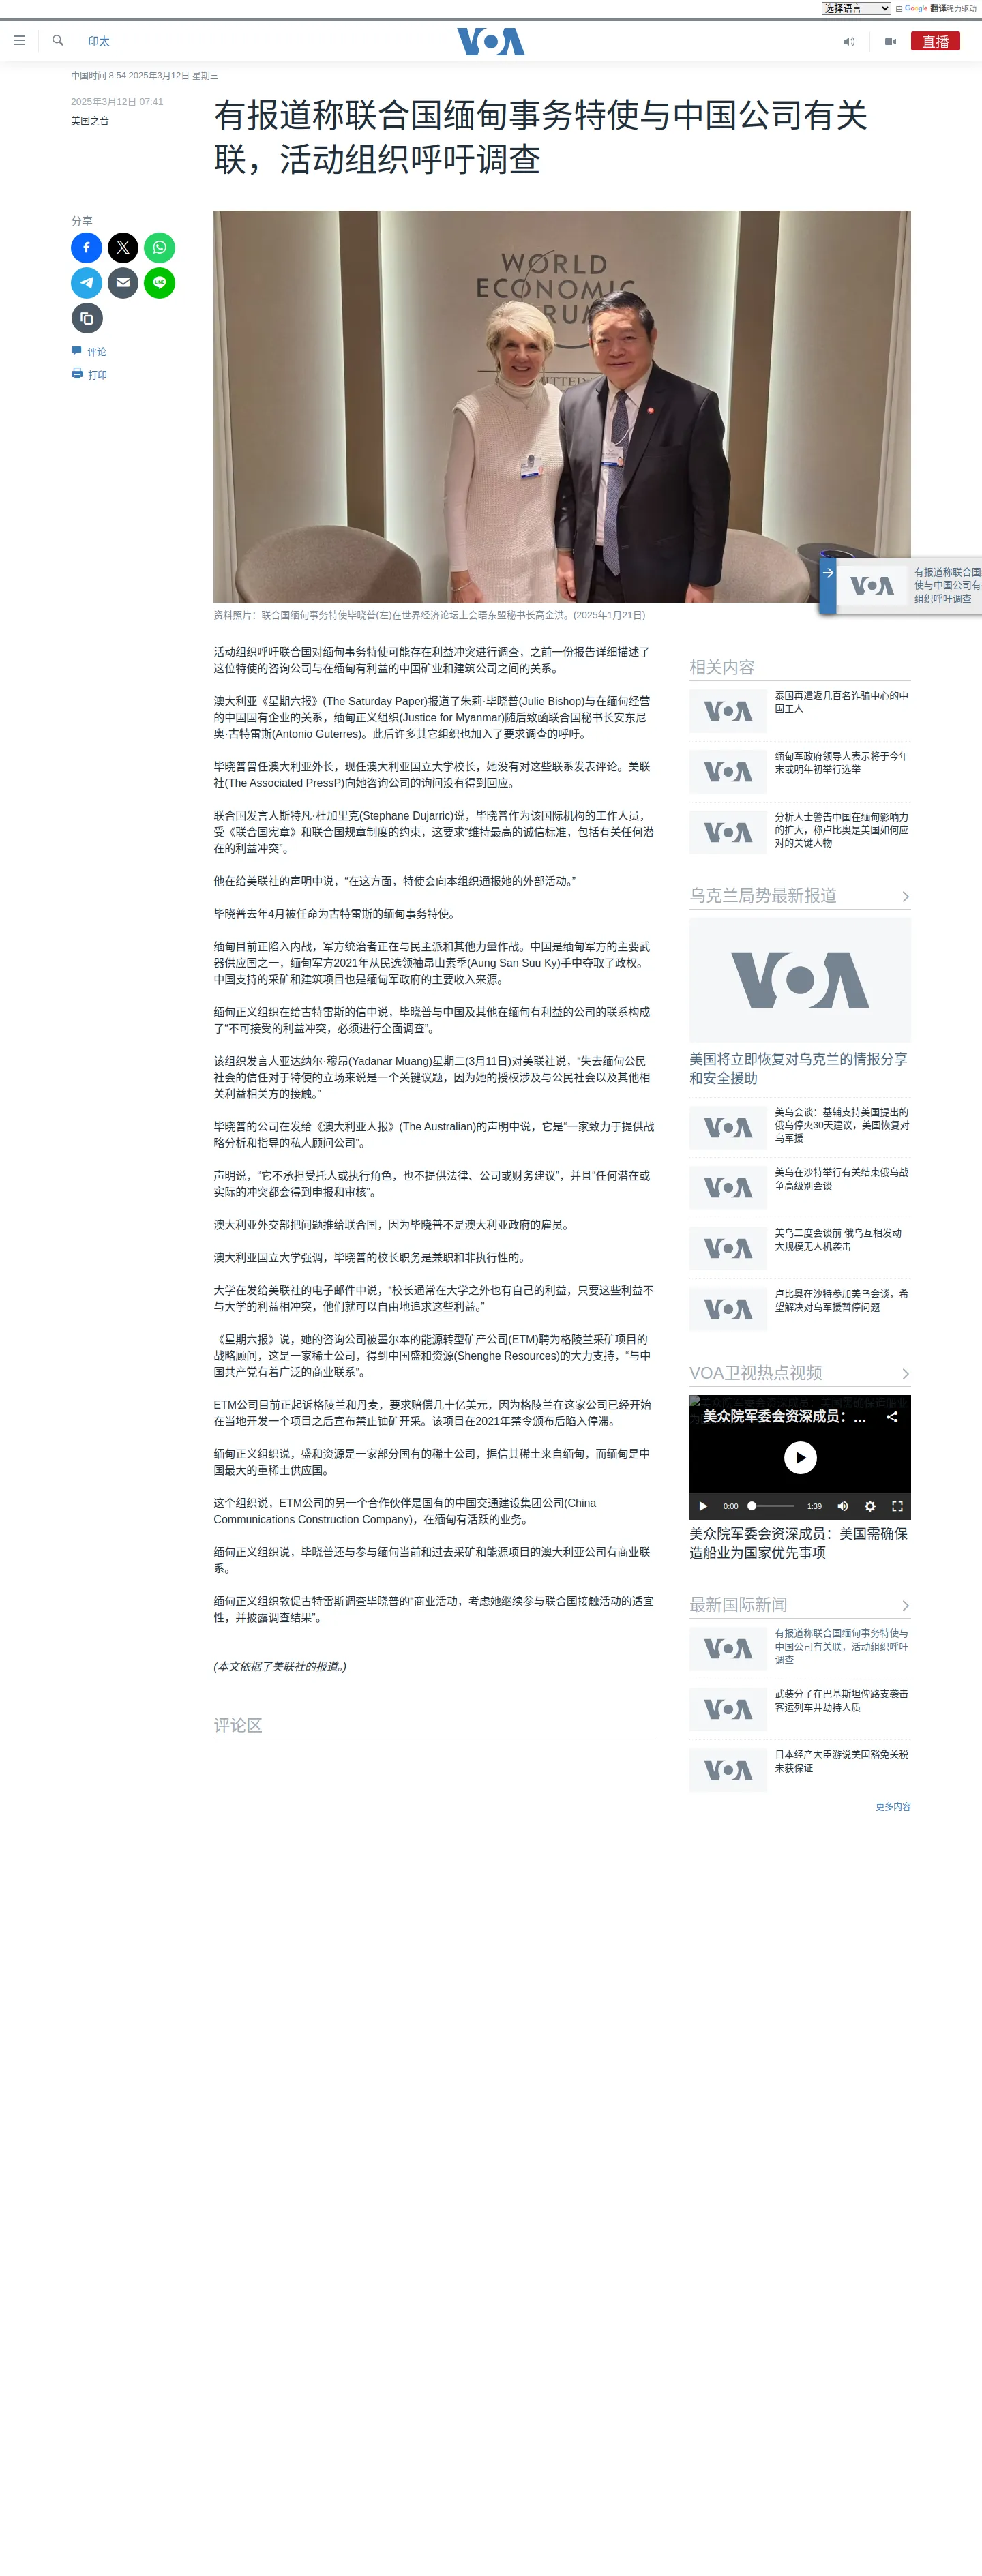 选择语言
由 Google 翻译强力驱动
印太
VOA
直播
中国时间 8:54 2025年3月12日 星期三
2025年3月12日 07:41
美国之音
有报道称联合国缅甸事务特使与中国公司有关
联，活动组织呼吁调查
分享
评论
打印
WORLD
ECONOMIC
FORUM
资料照片：联合国缅甸事务特使毕晓普(左)在世界经济论坛上会晤东盟秘书长高金洪。(2025年1月21日)
VOA
有报道称联合国
使与中国公司有
组织呼吁调查
活动组织呼吁联合国对缅甸事务特使可能存在利益冲突进行调查，之前一份报告详细描述了
这位特使的咨询公司与在缅甸有利益的中国矿业和建筑公司之间的关系。
澳大利亚《星期六报》(The Saturday Paper)报道了朱莉·毕晓普(Julie Bishop)与在缅甸经营
的中国国有企业的关系，缅甸正义组织(Justice for Myanmar)随后致函联合国秘书长安东尼
奥·古特雷斯(Antonio Guterres)。此后许多其它组织也加入了要求调查的呼吁。
毕晓普曾任澳大利亚外长，现任澳大利亚国立大学校长，她没有对这些联系发表评论。美联
社(The Associated PressP)向她咨询公司的询问没有得到回应。
联合国发言人斯特凡·杜加里克(Stephane Dujarric)说，毕晓普作为该国际机构的工作人员，
受《联合国宪章》和联合国规章制度的约束，这要求“维持最高的诚信标准，包括有关任何潜
在的利益冲突”。
他在给美联社的声明中说，“在这方面，特使会向本组织通报她的外部活动。”
毕晓普去年4月被任命为古特雷斯的缅甸事务特使。
缅甸目前正陷入内战，军方统治者正在与民主派和其他力量作战。中国是缅甸军方的主要武
器供应国之一，缅甸军方2021年从民选领袖昂山素季(Aung San Suu Ky)手中夺取了政权。
中国支持的采矿和建筑项目也是缅甸军政府的主要收入来源。
缅甸正义组织在给古特雷斯的信中说，毕晓普与中国及其他在缅甸有利益的公司的联系构成
了“不可接受的利益冲突，必须进行全面调查”。
该组织发言人亚达纳尔·穆昂(Yadanar Muang)星期二(3月11日)对美联社说，“失去缅甸公民
社会的信任对于特使的立场来说是一个关键议题，因为她的授权涉及与公民社会以及其他相
关利益相关方的接触。”
毕晓普的公司在发给《澳大利亚人报》(The Australian)的声明中说，它是“一家致力于提供战
略分析和指导的私人顾问公司”。
声明说，“它不承担受托人或执行角色，也不提供法律、公司或财务建议”，并且“任何潜在或
实际的冲突都会得到申报和审核”。
澳大利亚外交部把问题推给联合国，因为毕晓普不是澳大利亚政府的雇员。
澳大利亚国立大学强调，毕晓普的校长职务是兼职和非执行性的。
大学在发给美联社的电子邮件中说，“校长通常在大学之外也有自己的利益，只要这些利益不
与大学的利益相冲突，他们就可以自由地追求这些利益。”
《星期六报》说，她的咨询公司被墨尔本的能源转型矿产公司(ETM)聘为格陵兰采矿项目的
战略顾问，这是一家稀土公司，得到中国盛和资源(Shenghe Resources)的大力支持，“与中
国共产党有着广泛的商业联系”。
ETM公司目前正起诉格陵兰和丹麦，要求赔偿几十亿美元，因为格陵兰在这家公司已经开始
在当地开发一个项目之后宣布禁止铀矿开采。该项目在2021年禁令颁布后陷入停滞。
缅甸正义组织说，盛和资源是一家部分国有的稀土公司，据信其稀土来自缅甸，而缅甸是中
国最大的重稀土供应国。
这个组织说，ETM公司的另一个合作伙伴是国有的中国交通建设集团公司(China
Communications Construction Company)，在缅甸有活跃的业务。
缅甸正义组织说，毕晓普还与参与缅甸当前和过去采矿和能源项目的澳大利亚公司有商业联
系。
缅甸正义组织敦促古特雷斯调查毕晓普的“商业活动，考虑她继续参与联合国接触活动的适宜
性，并披露调查结果”。
(本文依据了美联社的报道。)
评论区
相关内容
VOA
泰国再遣返几百名诈骗中心的中
国工人
VOA
缅甸军政府领导人表示将于今年
末或明年初举行选举
VOA
分析人士警告中国在缅甸影响力
的扩大，称卢比奥是美国如何应
对的关键人物
乌克兰局势最新报道
VOA
美国将立即恢复对乌克兰的情报分享
和安全援助
VOA
美乌会谈：基辅支持美国提出的
俄乌停火30天建议，美国恢复对
乌军援
VOA
美乌在沙特举行有关结束俄乌战
争高级别会谈
VOA
美乌二度会谈前 俄乌互相发动
大规模无人机袭击
VOA
卢比奥在沙特参加美乌会谈，希
望解决对乌军援暂停问题
VOA卫视热点视频
美众院军委会资深成员：...
0:00
1:39
美众院军委会资深成员：美国需确保
造船业为国家优先事项
最新国际新闻
VOA
有报道称联合国缅甸事务特使与
中国公司有关联，活动组织呼吁
调查
VOA
武装分子在巴基斯坦俾路支袭击
客运列车并劫持人质
VOA
日本经产大臣游说美国豁免关税
未获保证
更多内容